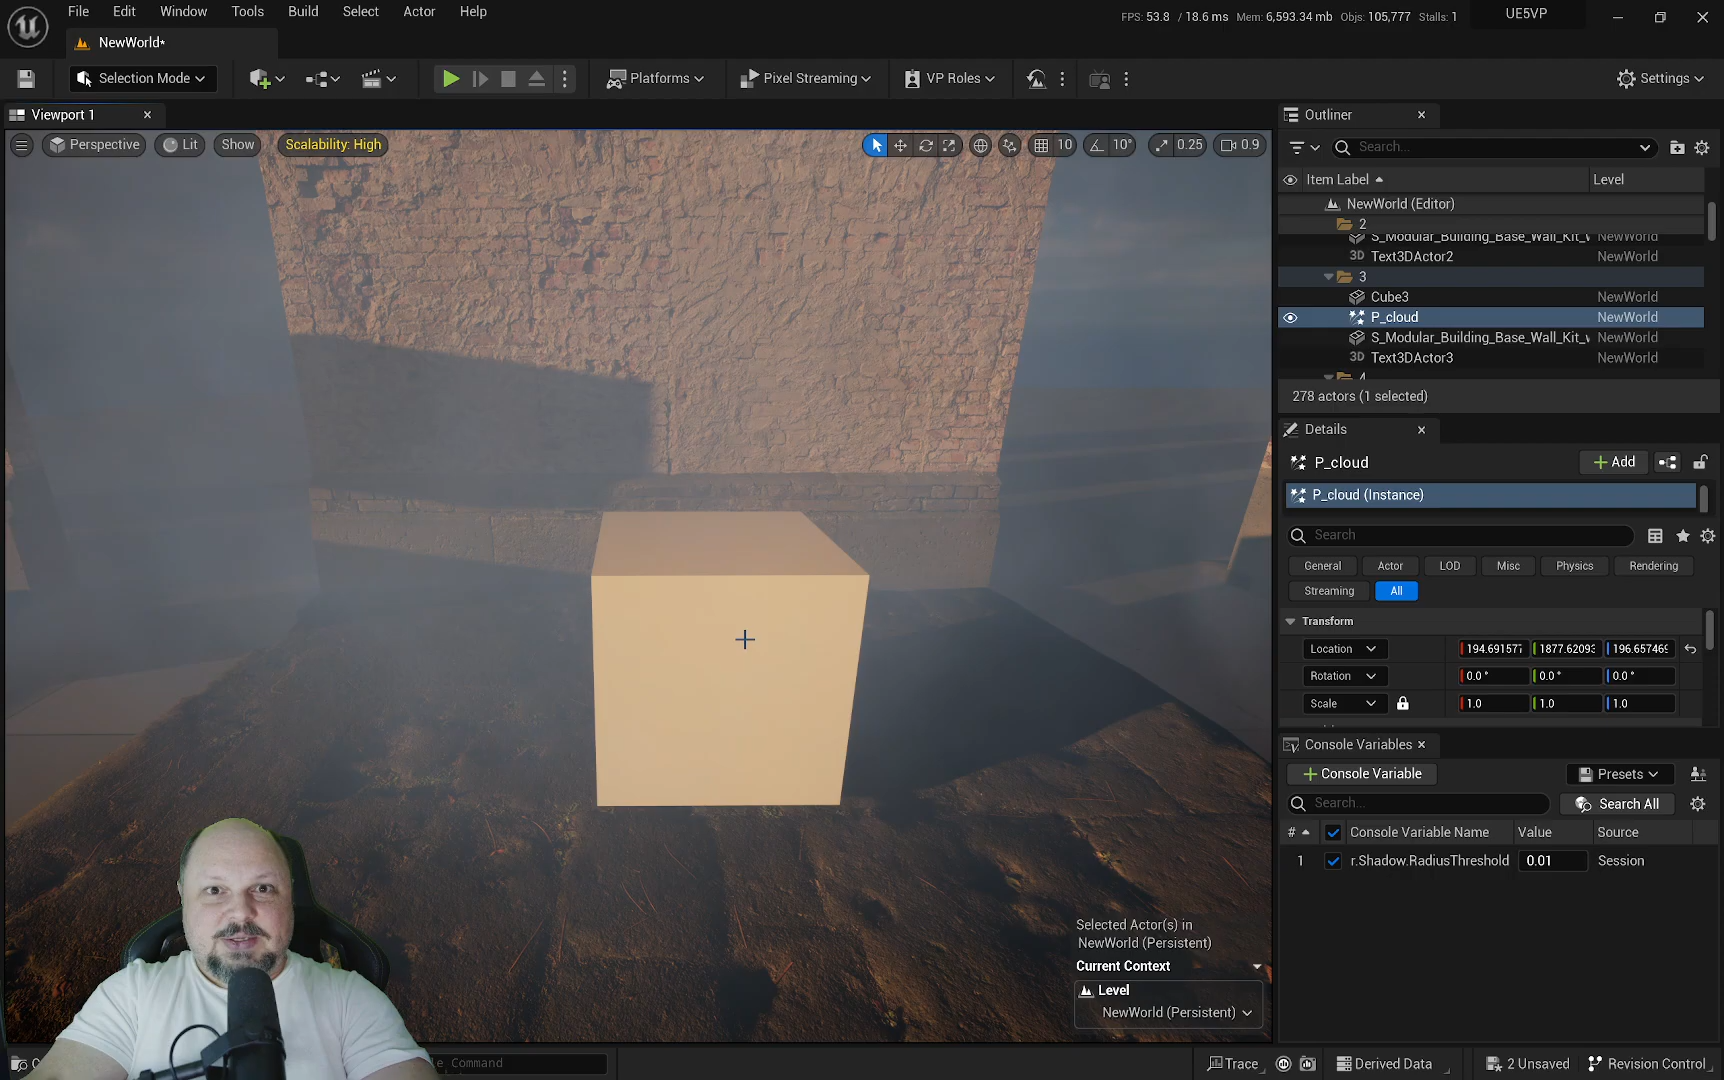 File Edit Window Tools Build Select Actor Help
FPS: 53.8 / 18.6 ms Mem: 6,593.34 mb Objs: 105,777 Stalls: 1
UE5VP
NewWorld*
Selection Mode
Platforms
Pixel Streaming
VP Roles
Settings
Viewport 1
Perspective
Lit
Show
Scalability: High
10
10°
0.25
0.9
Outliner
Search...
Item Label
Level
NewWorld (Editor)
2
S_Modular_Building_Base_Wall_Kit_ NewWorld
3D Text3DActor2 NewWorld
3
Cube3 NewWorld
P_cloud NewWorld
S_Modular_Building_Base_Wall_Kit_ NewWorld
3D Text3DActor3 NewWorld
4
278 actors (1 selected)
Details
P_cloud
Add
P_cloud (Instance)
Search
General Actor LOD Misc Physics Rendering
Streaming All
Transform
Location 194.691577 1877.62093 196.657469
Rotation 0.0° 0.0° 0.0°
Scale 1.0 1.0 1.0
Console Variables
Console Variable
Presets
Search...
Search All
# Console Variable Name Value Source
1 r.Shadow.RadiusThreshold 0.01 Session
Selected Actor(s) in
NewWorld (Persistent)
Current Context
Level
NewWorld (Persistent)
Command
Trace
Derived Data
2 Unsaved
Revision Control